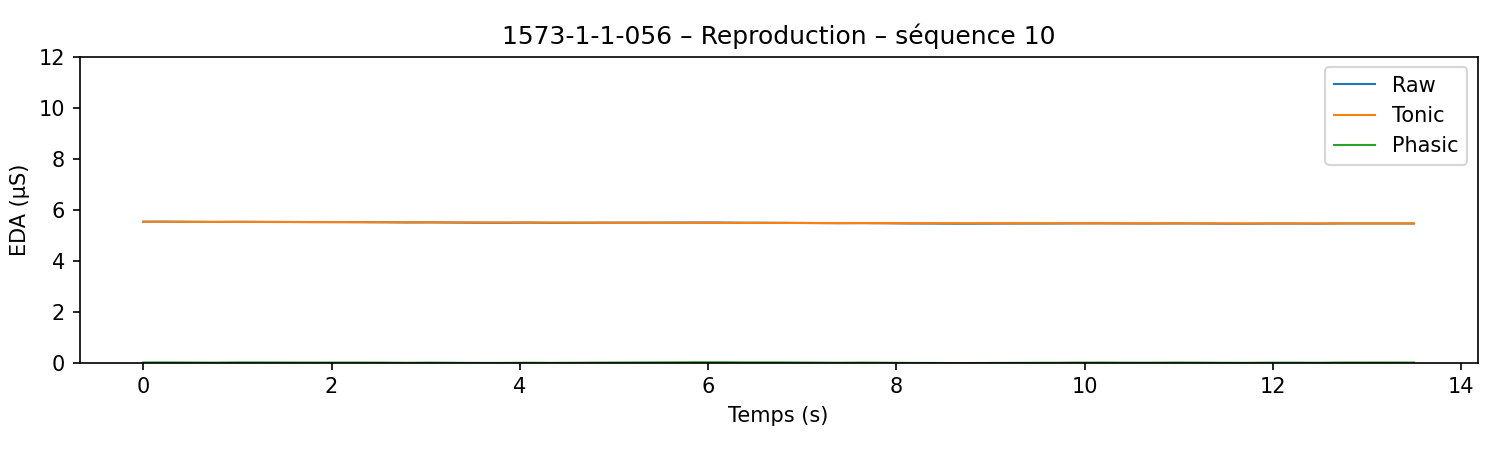 1573-1-1-056 – Reproduction – séquence 10
12
10
8
6
4
2
0
EDA (µS)
Raw
Tonic
Phasic
0 2 4 6 8 10 12 14
Temps (s)